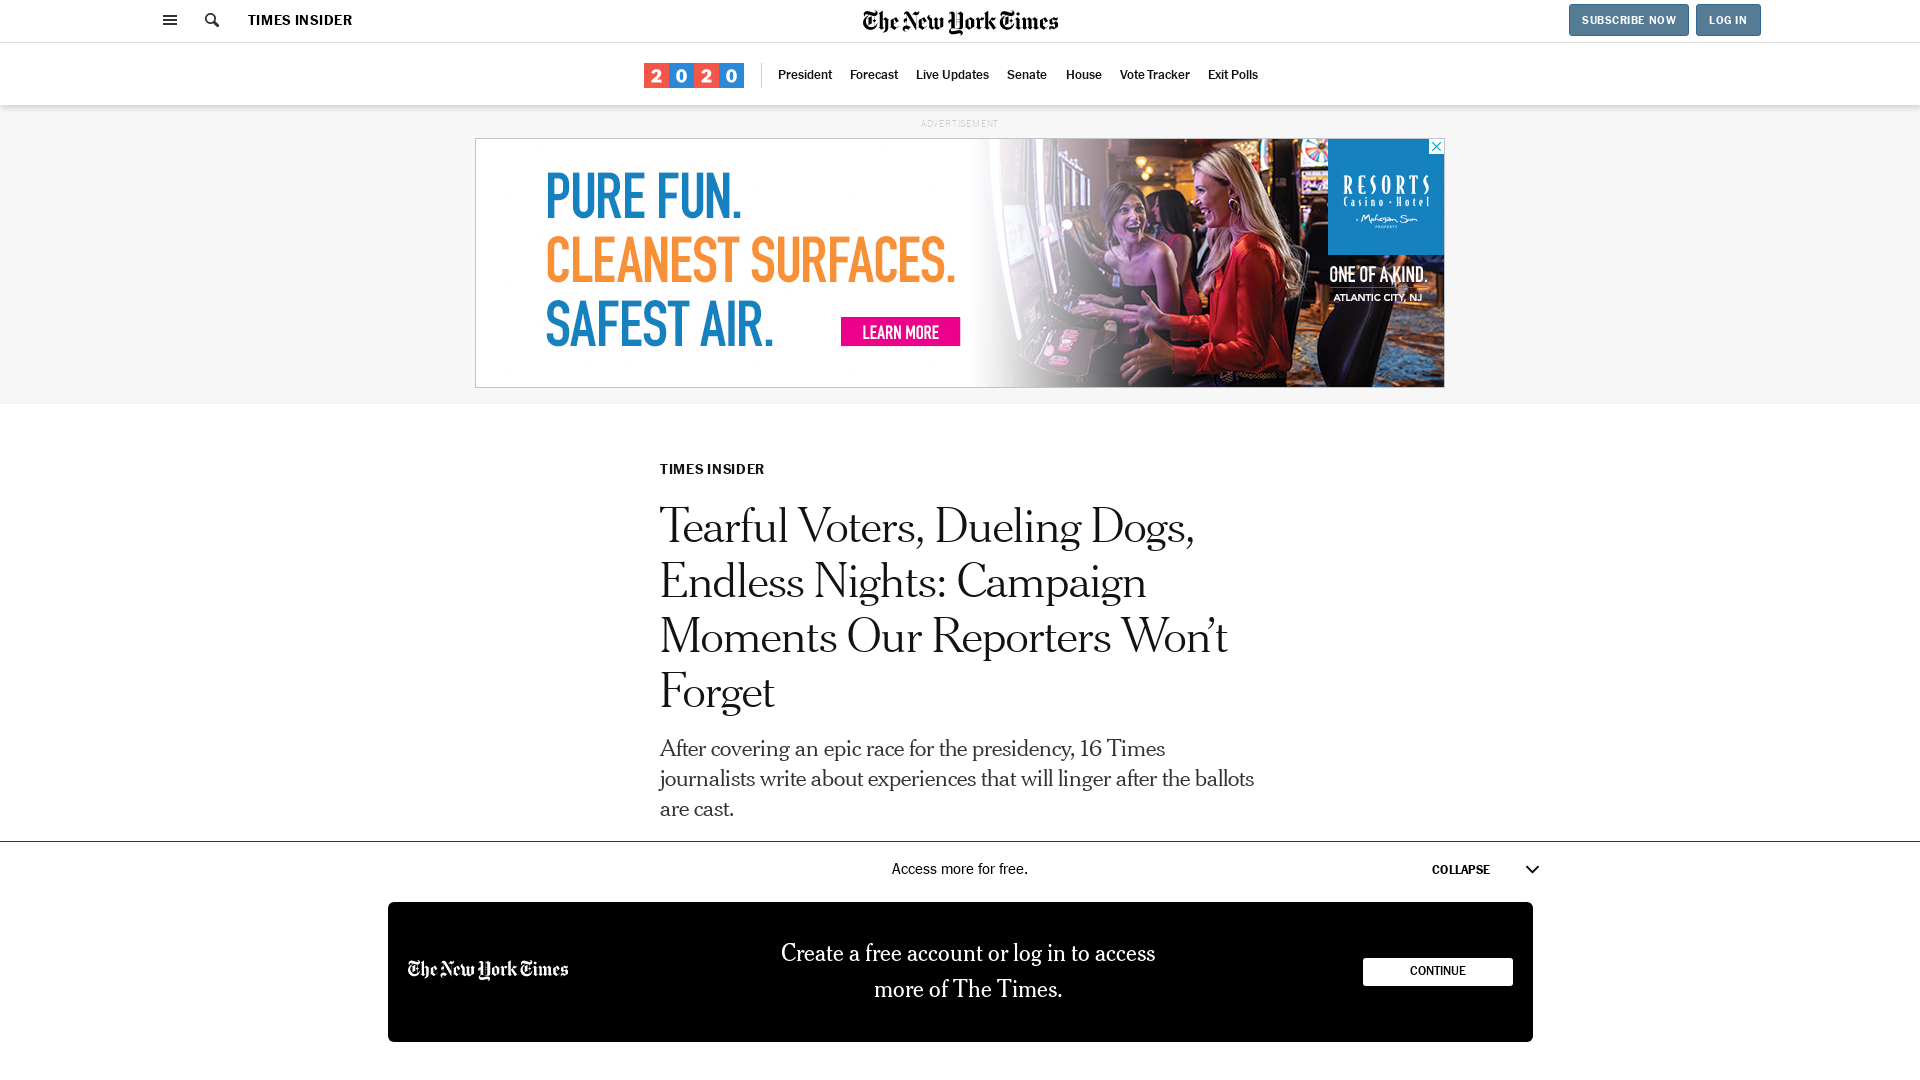 TIMES INSIDER
The New York Times
SUBSCRIBE NOW
LOG IN
2020
President
Forecast
Live Updates
Senate
House
Vote Tracker
Exit Polls
ADVERTISEMENT
PURE FUN.
CLEANEST SURFACES.
SAFEST AIR.
LEARN MORE
RESORTS
Casino • Hotel
a Mohegan Sun
PROPERTY
ONE OF A KIND.
ATLANTIC CITY, NJ
TIMES INSIDER
Tearful Voters, Dueling Dogs,
Endless Nights: Campaign
Moments Our Reporters Won’t
Forget
After covering an epic race for the presidency, 16 Times
journalists write about experiences that will linger after the ballots
are cast.
Access more for free.
COLLAPSE
The New York Times
Create a free account or log in to access
more of The Times.
CONTINUE